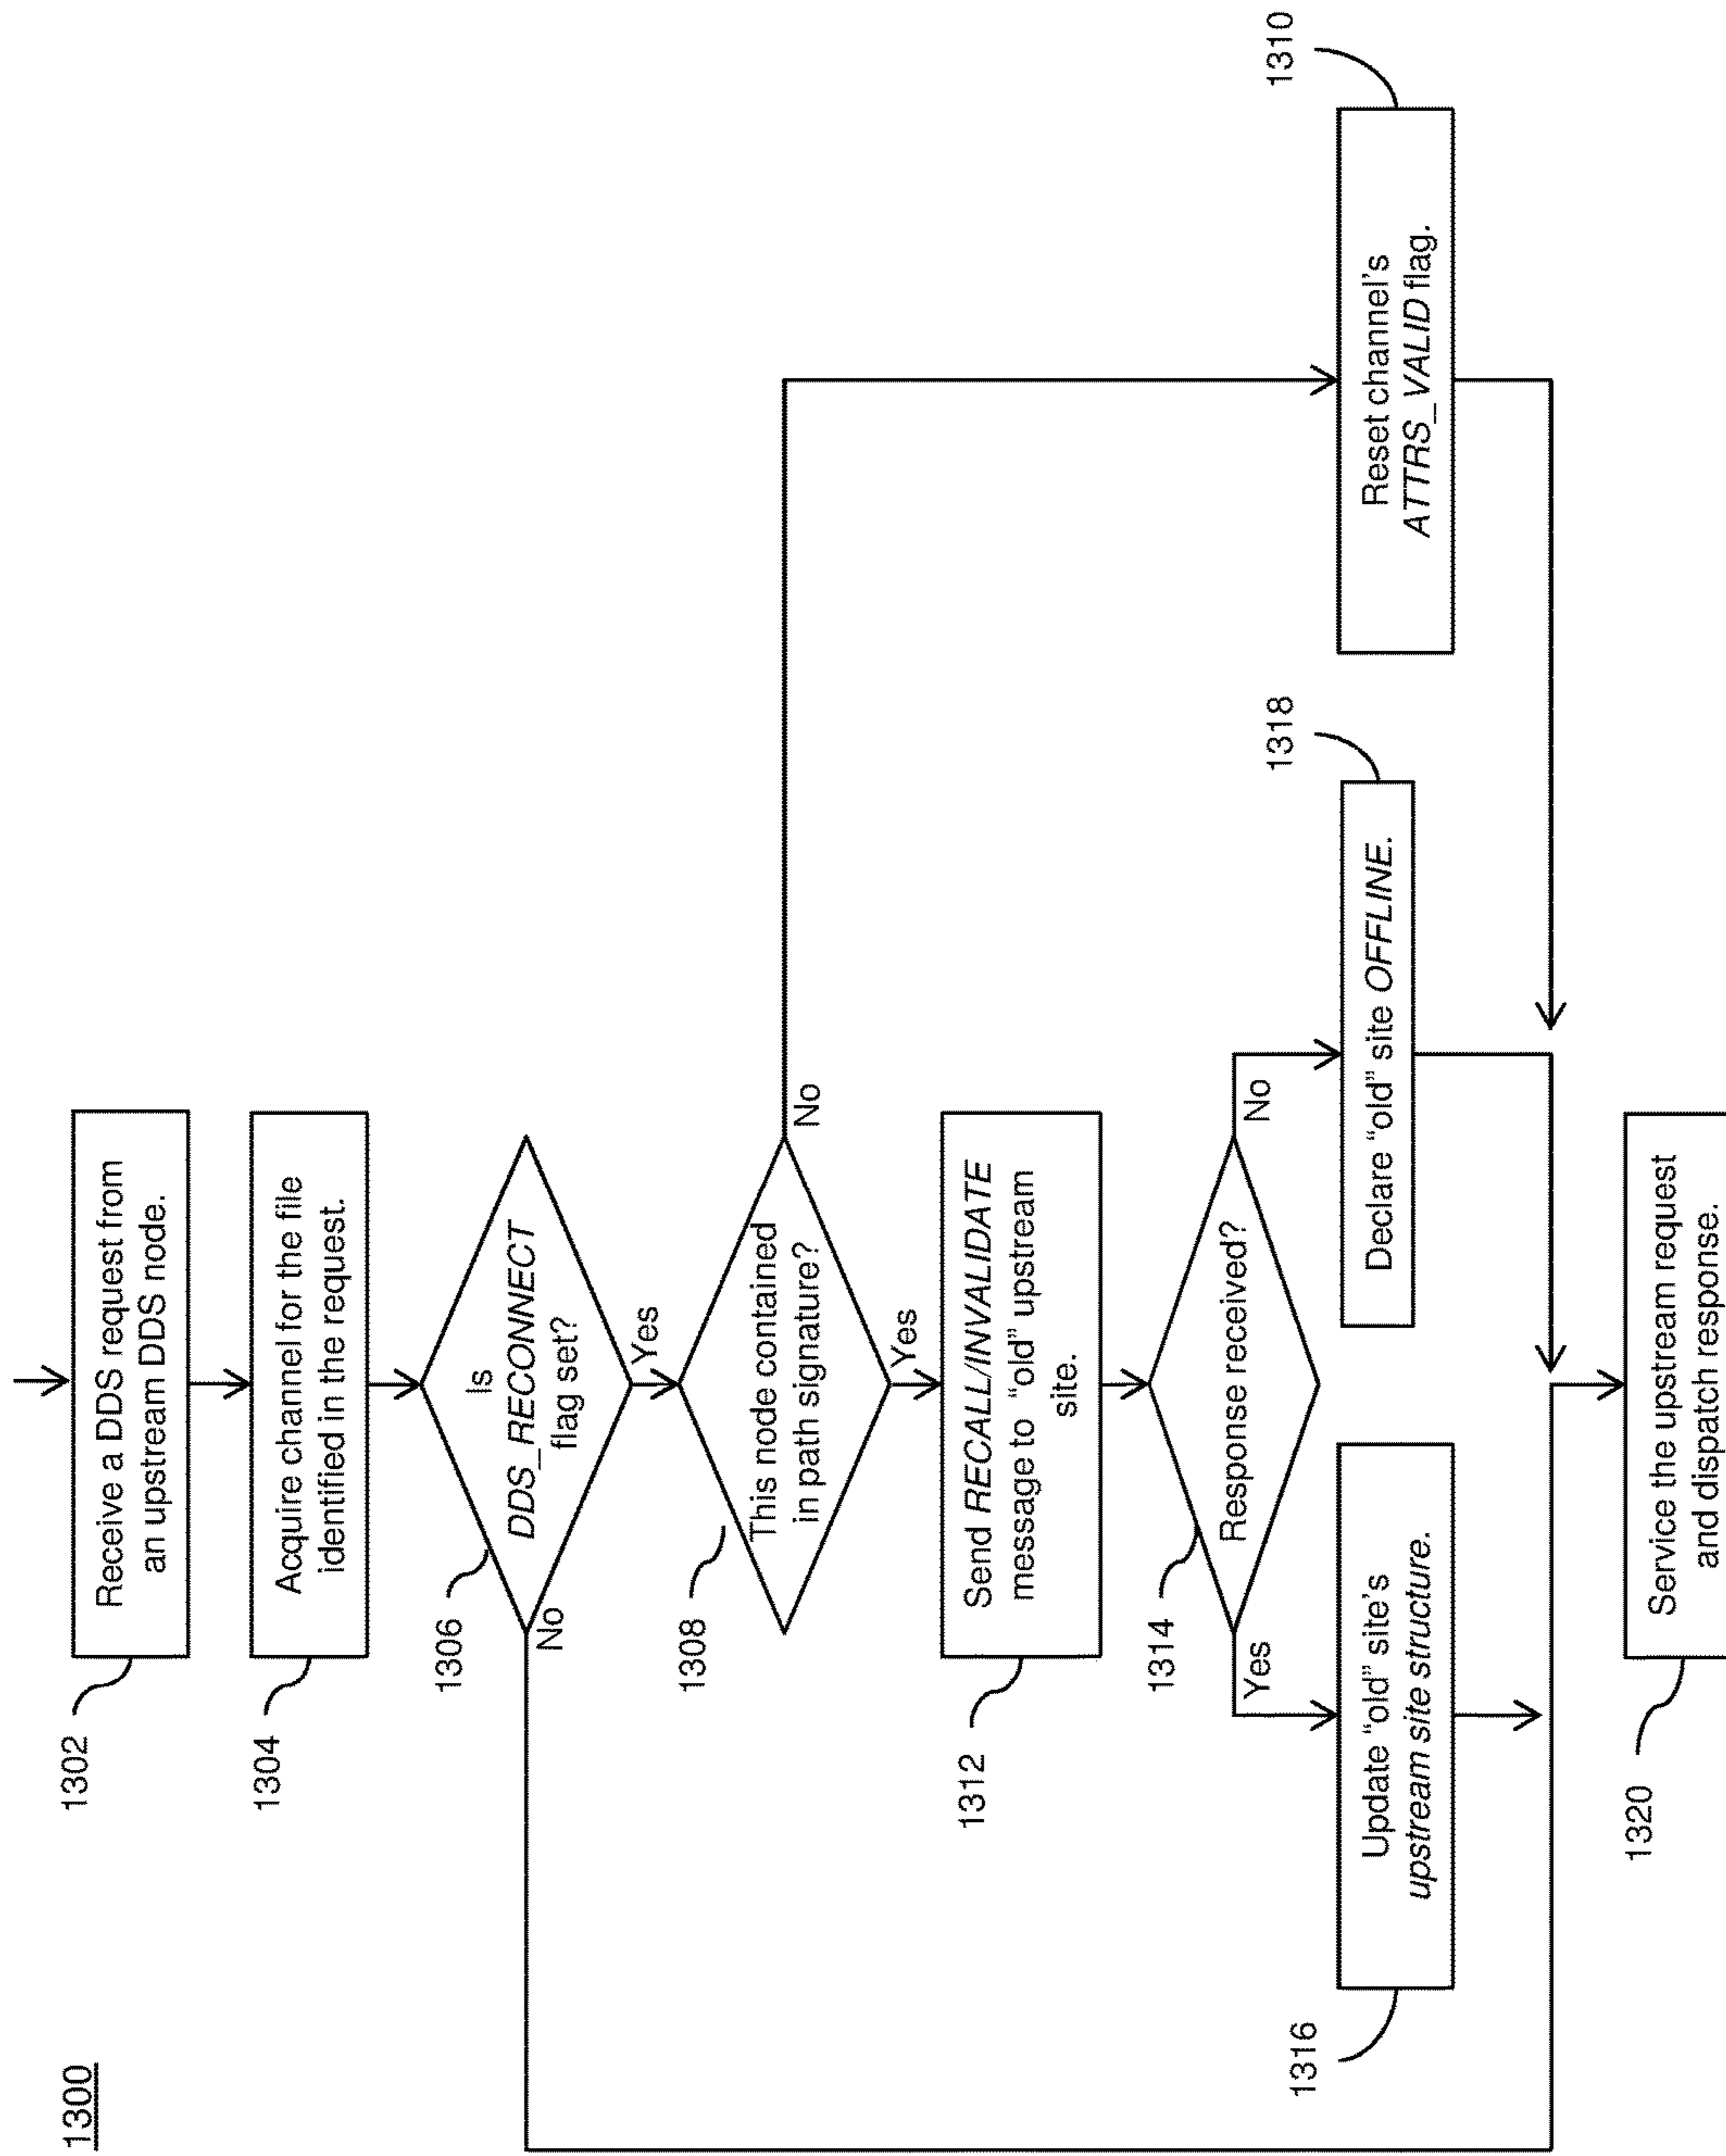 1300
1302
Receive a DDS request from
an upstream DDS node.
1304
Acquire channel for the file
identified in the request.
1306
Is
DDS_RECONNECT
flag set?
No
Yes
1308
This node contained
in path signature?
No
Yes
1312
Send RECALL/INVALIDATE
message to "old" upstream
site.
1314
Response received?
Yes
No
1316
Update "old" site's
upstream site structure.
1318
Declare "old" site OFFLINE.
1310
Reset channel's
ATTRS_VALID flag.
1320
Service the upstream request
and dispatch response.